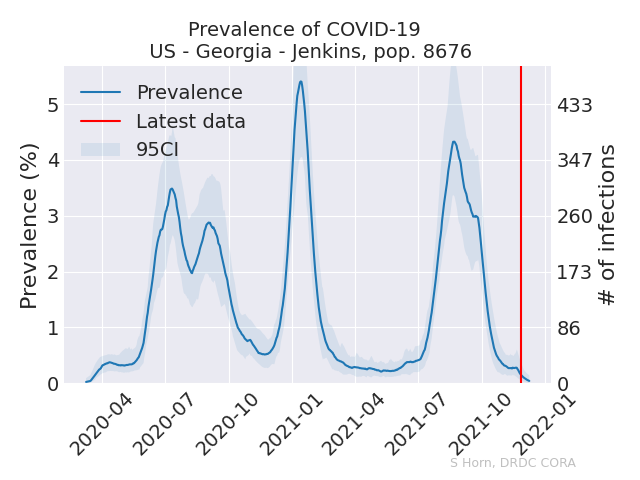 Prevalence of COVID-19
US - Georgia - Jenkins, pop. 8676
Prevalence
Latest data
95CI
Prevalence (%)
5
4
3
2
1
0
433
347
260
173
86
0
# of infections
2020-04
2020-07
2020-10
2021-01
2021-04
2021-07
2021-10
2022-01
S Horn, DRDC CORA